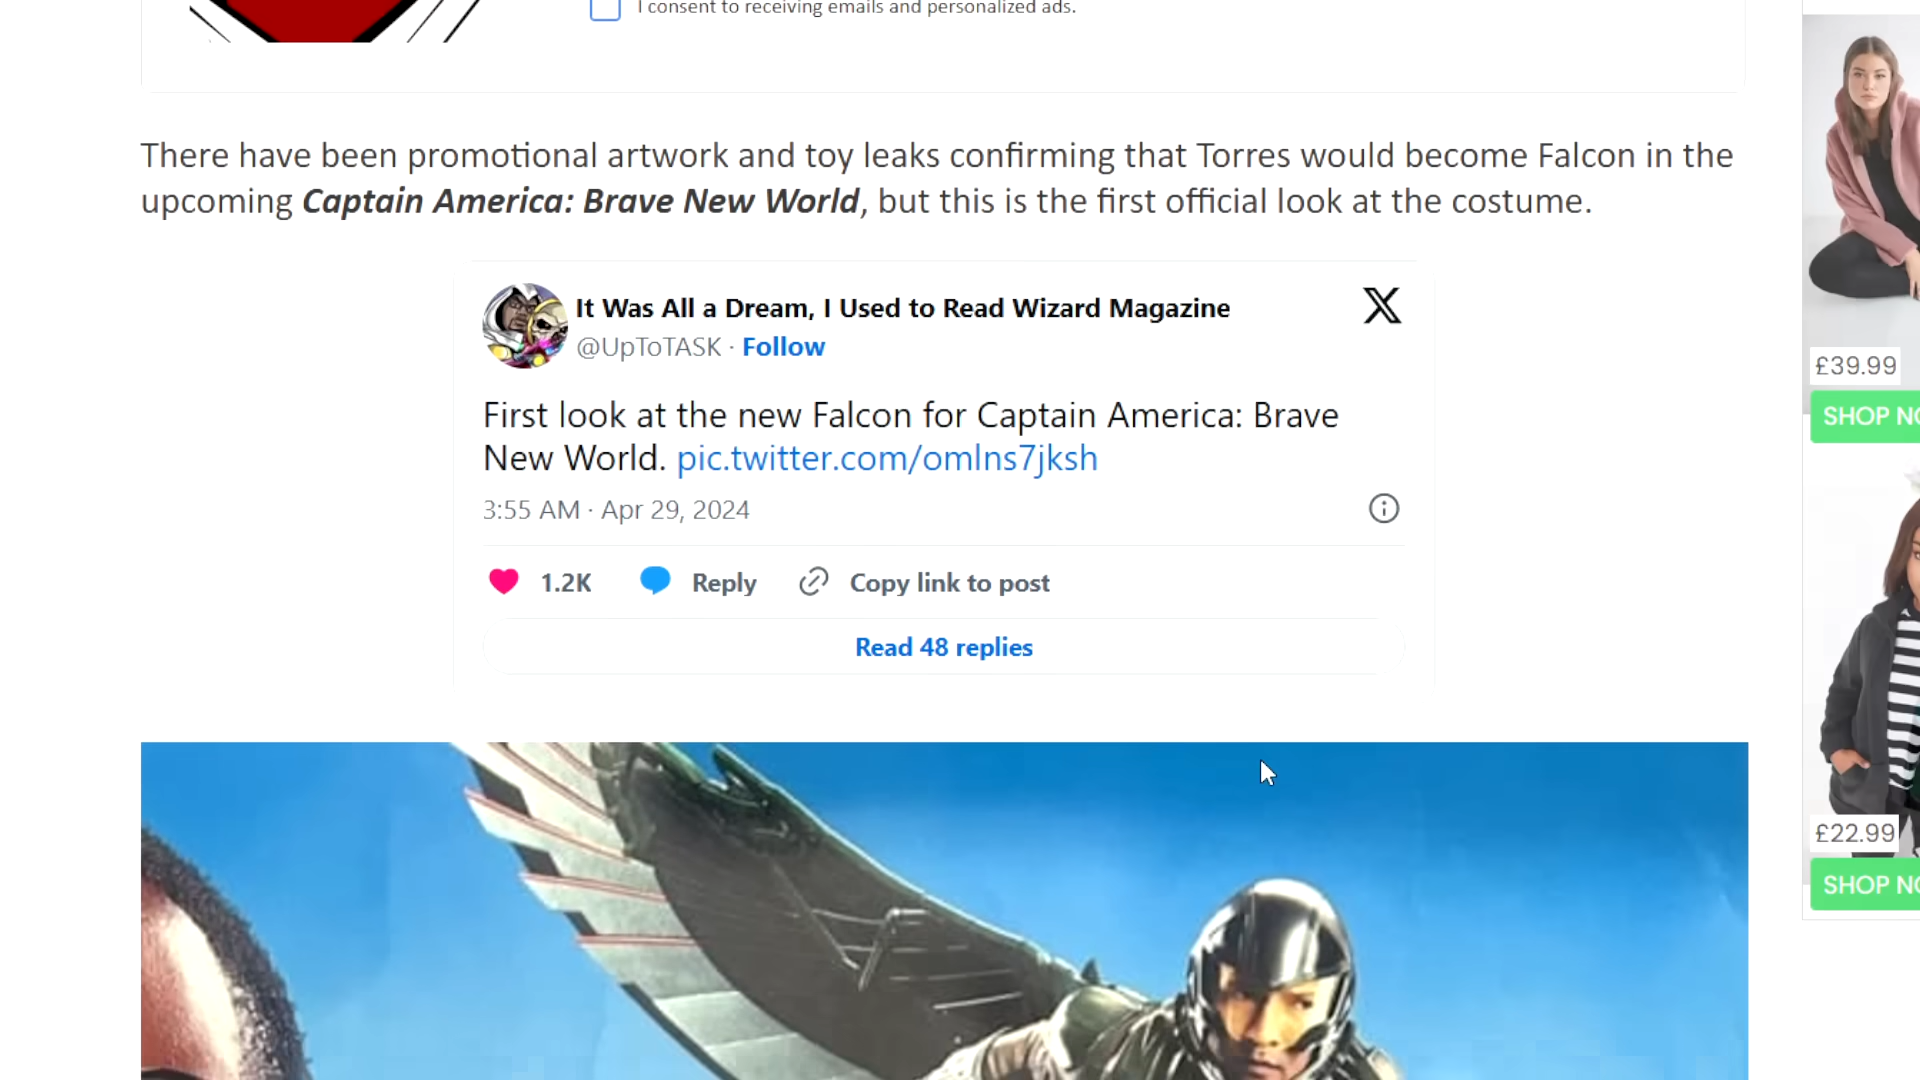 I consent to receiving emails and personalized ads.
There have been promotional artwork and toy leaks confirming that Torres would become Falcon in the
upcoming Captain America: Brave New World, but this is the first official look at the costume.
It Was All a Dream, I Used to Read Wizard Magazine
@UpToTASK · Follow
First look at the new Falcon for Captain America: Brave
New World. pic.twitter.com/omlns7jksh
3:55 AM · Apr 29, 2024
1.2K Reply Copy link to post
Read 48 replies
£39.99
SHOP NO
£22.99
SHOP NO